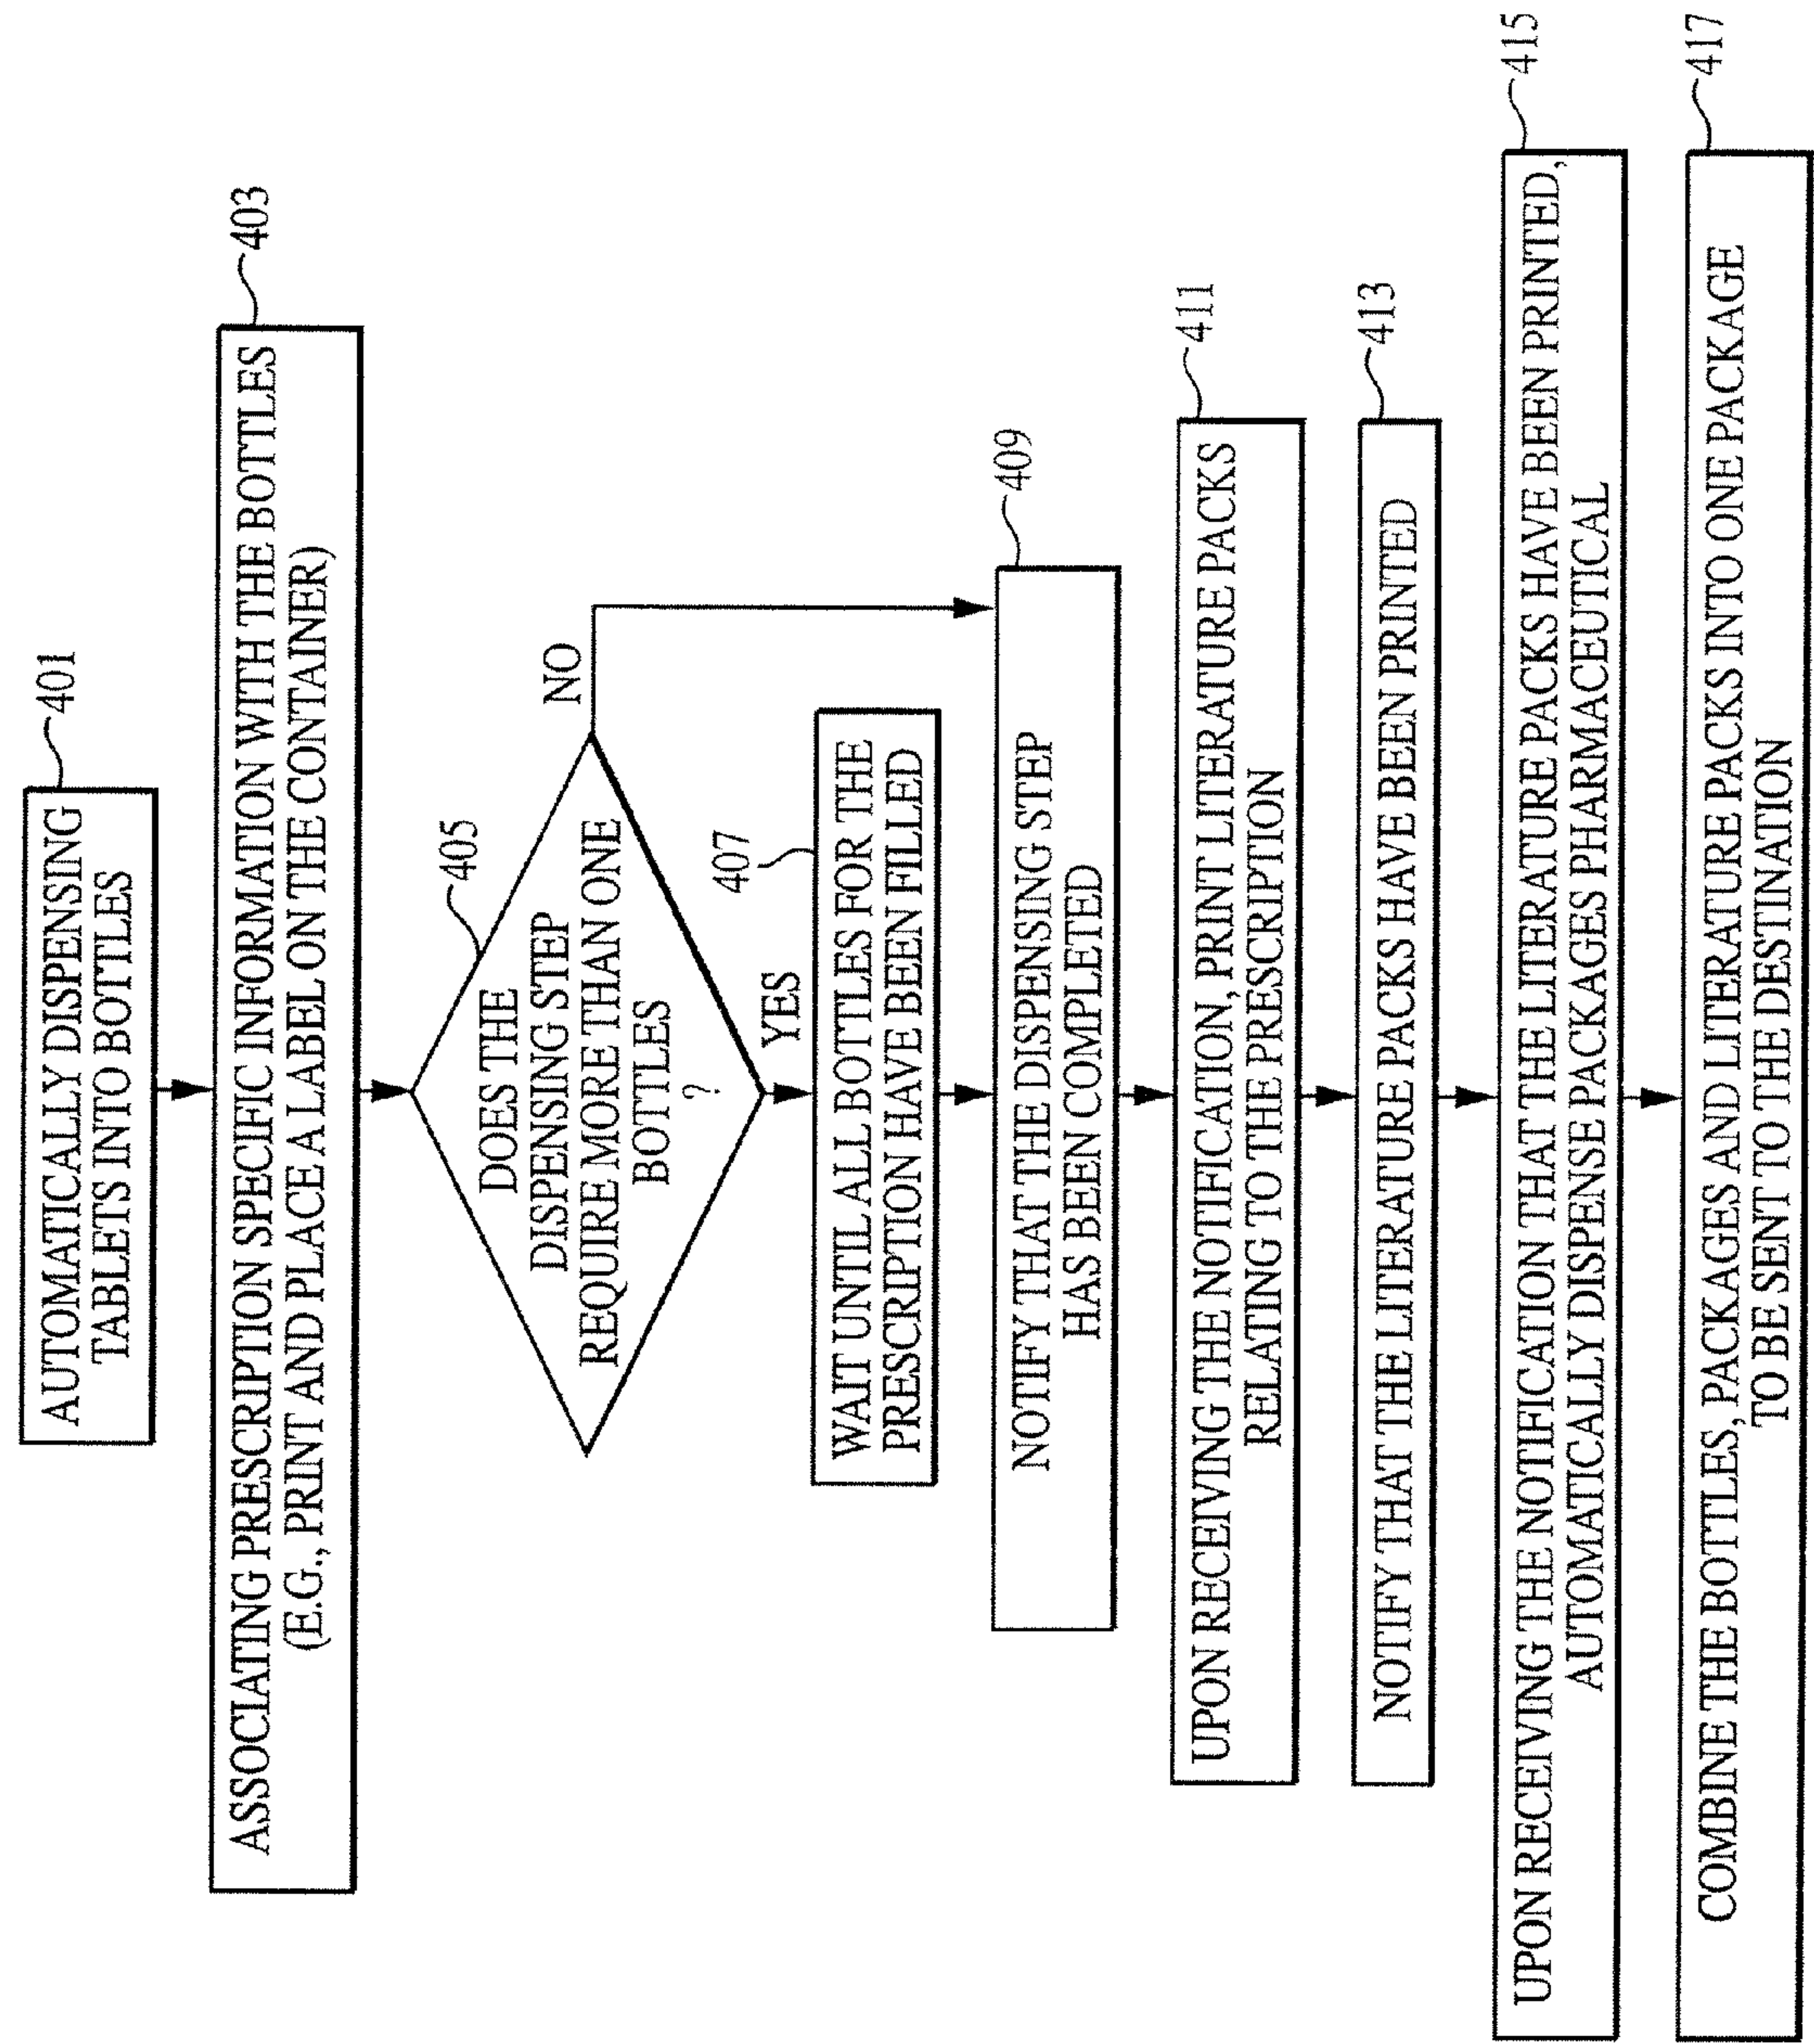 AUTOMATICALLY DISPENSING
TABLETS INTO BOTTLES
401
ASSOCIATING PRESCRIPTION SPECIFIC INFORMATION WITH THE BOTTLES
(E.G., PRINT AND PLACE A LABEL ON THE CONTAINER)
403
DOES THE
DISPENSING STEP
REQUIRE MORE THAN ONE
BOTTLES
?
405
NO
YES
407
WAIT UNTIL ALL BOTTLES FOR THE
PRESCRIPTION HAVE BEEN FILLED
NOTIFY THAT THE DISPENSING STEP
HAS BEEN COMPLETED
409
UPON RECEIVING THE NOTIFICATION, PRINT LITERATURE PACKS
RELATING TO THE PRESCRIPTION
411
NOTIFY THAT THE LITERATURE PACKS HAVE BEEN PRINTED
413
UPON RECEIVING THE NOTIFICATION THAT THE LITERATURE PACKS HAVE BEEN PRINTED,
AUTOMATICALLY DISPENSE PACKAGES PHARMACEUTICAL
415
COMBINE THE BOTTLES, PACKAGES AND LITERATURE PACKS INTO ONE PACKAGE
TO BE SENT TO THE DESTINATION
417